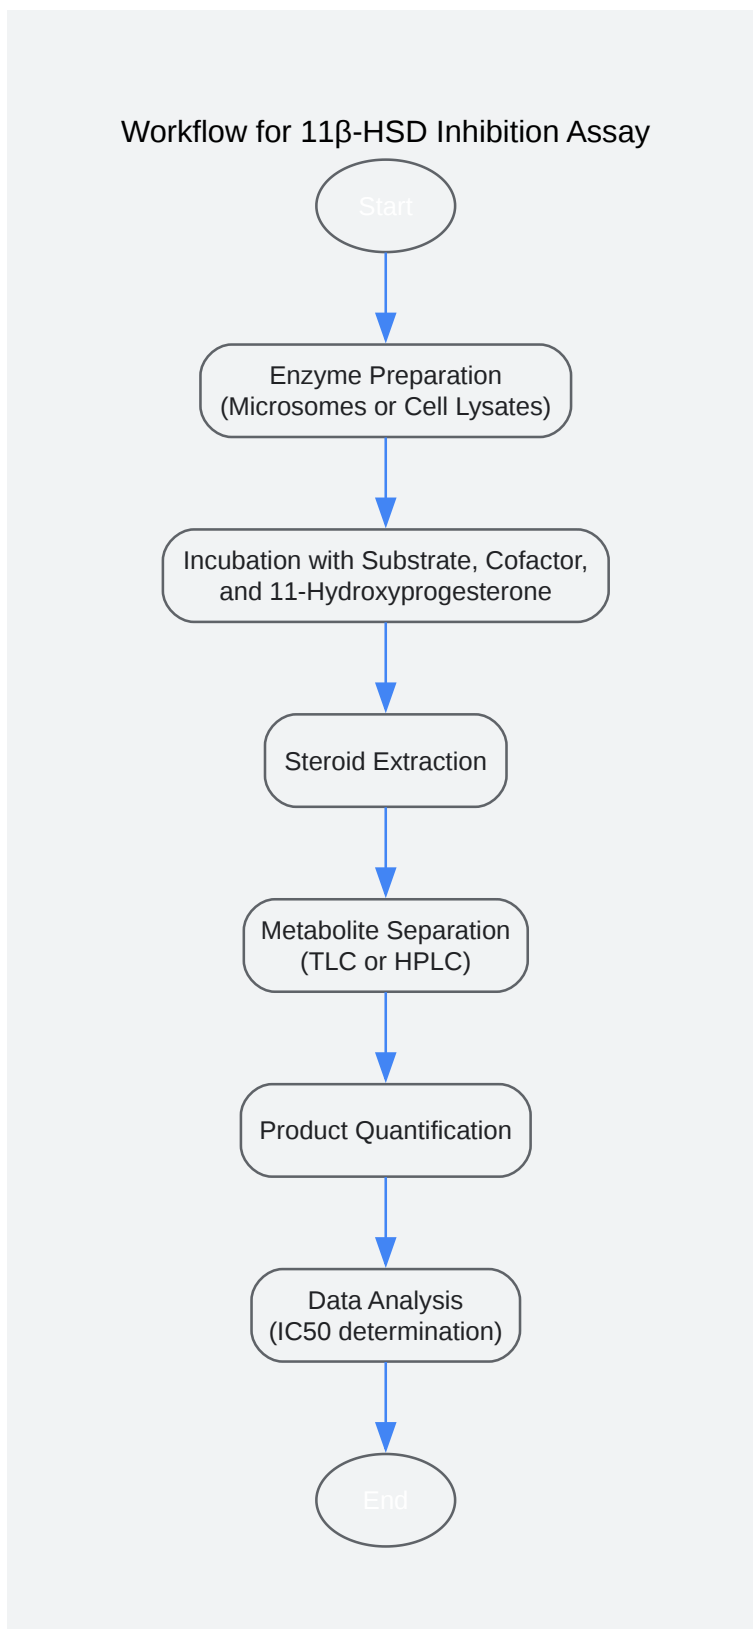 Workflow for 11β-HSD Inhibition Assay
Start
Enzyme Preparation
(Microsomes or Cell Lysates)
Incubation with Substrate, Cofactor,
and 11-Hydroxyprogesterone
Steroid Extraction
Metabolite Separation
(TLC or HPLC)
Product Quantification
Data Analysis
(IC50 determination)
End